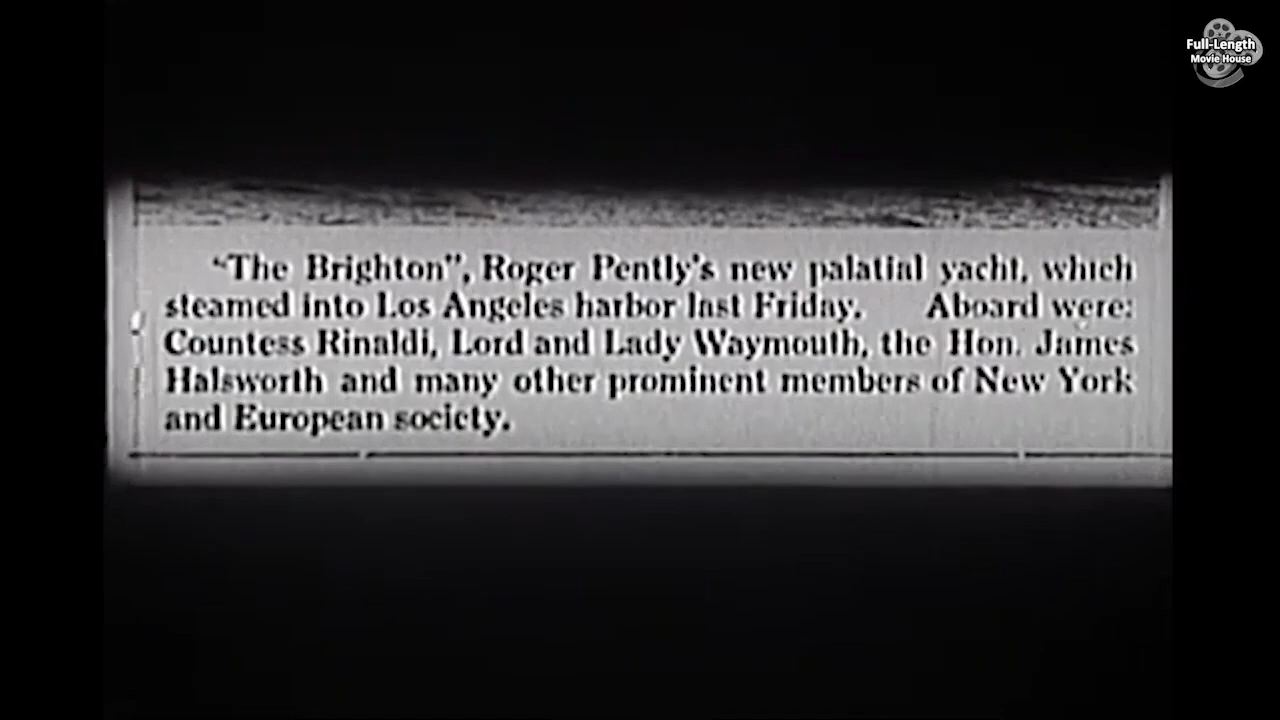 Full-Length
Movie House
"The Brighton", Roger Pently's new palatial yacht, which
steamed into Los Angeles harbor last Friday. Aboard were:
Countess Rinaldi, Lord and Lady Waymouth, the Hon. James
Halsworth and many other prominent members of New York
and European society.